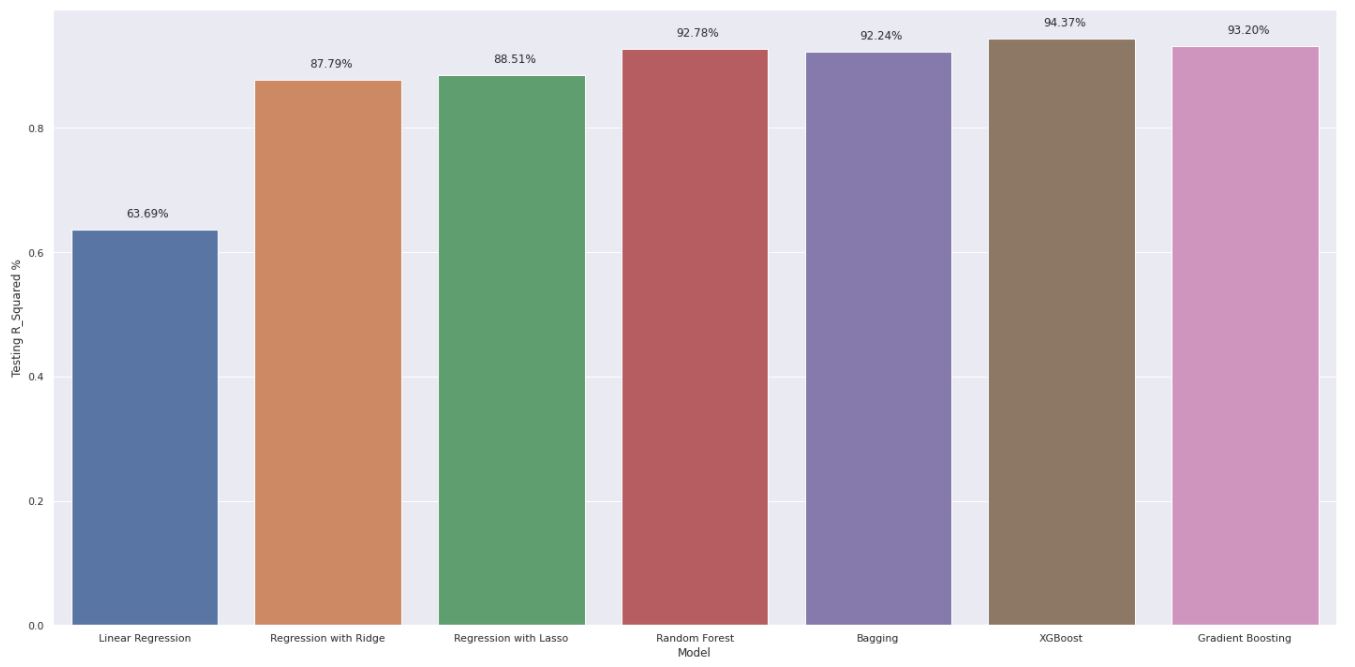 94.37%
92.78%
93.20%
92.24%
88.51%
87.79%
63.69%
0.8
0.6
0.4
0.2
0.0
Testing R_Squared %
Linear Regression
Regression with Ridge
Regression with Lasso
Random Forest
Bagging
XGBoost
Gradient Boosting
Model